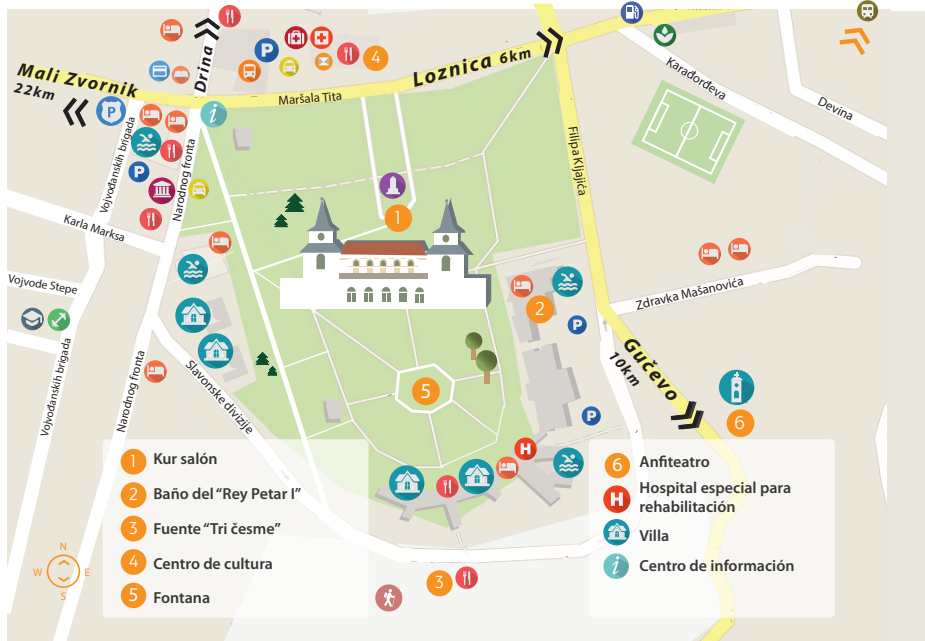 Mali Zvornik
22km
Drina
Loznica 6km
Maršala Tita
P
P
i
Vojvođanskih brigada
Narodnog fronta
P
Karla Marksa
Vojvode Stepe
Vojvođanskih brigada
Narodnog fronta
Slavonske divizije
4
1
Filipa Kljajića
Karađorđeva
Devina
Zdravka Mašanovića
2
P
Gučevo
10km
P
5
6
H
3
N
W E
S
1 Kur salón
2 Baño del “Rey Petar I”
3 Fuente “Tri česme”
4 Centro de cultura
5 Fontana
6 Anfiteatro
H Hospital especial para
rehabilitación
Villa
i Centro de información